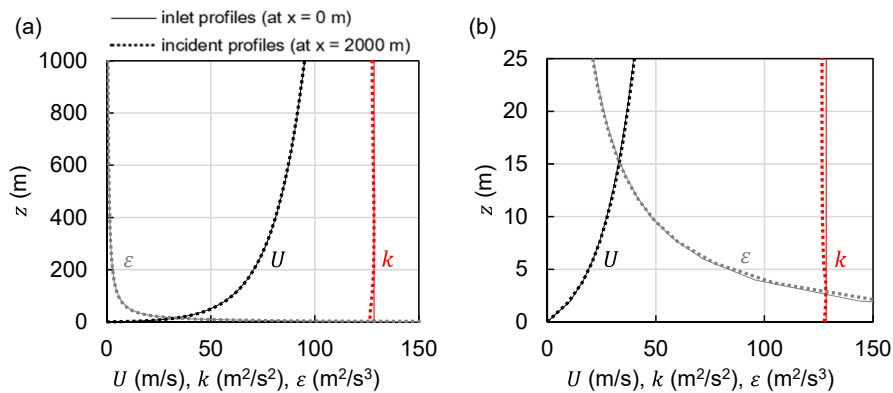 (a)
inlet profiles (at x = 0 m)
incident profiles (at x = 2000 m)
1000
800
600
400
200
0
z (m)
ε
U
k
0
50
100
150
U (m/s), k (m²/s²), ε (m²/s³)
(b)
25
20
15
10
5
0
z (m)
U
ε
k
0
50
100
150
U (m/s), k (m²/s²), ε (m²/s³)